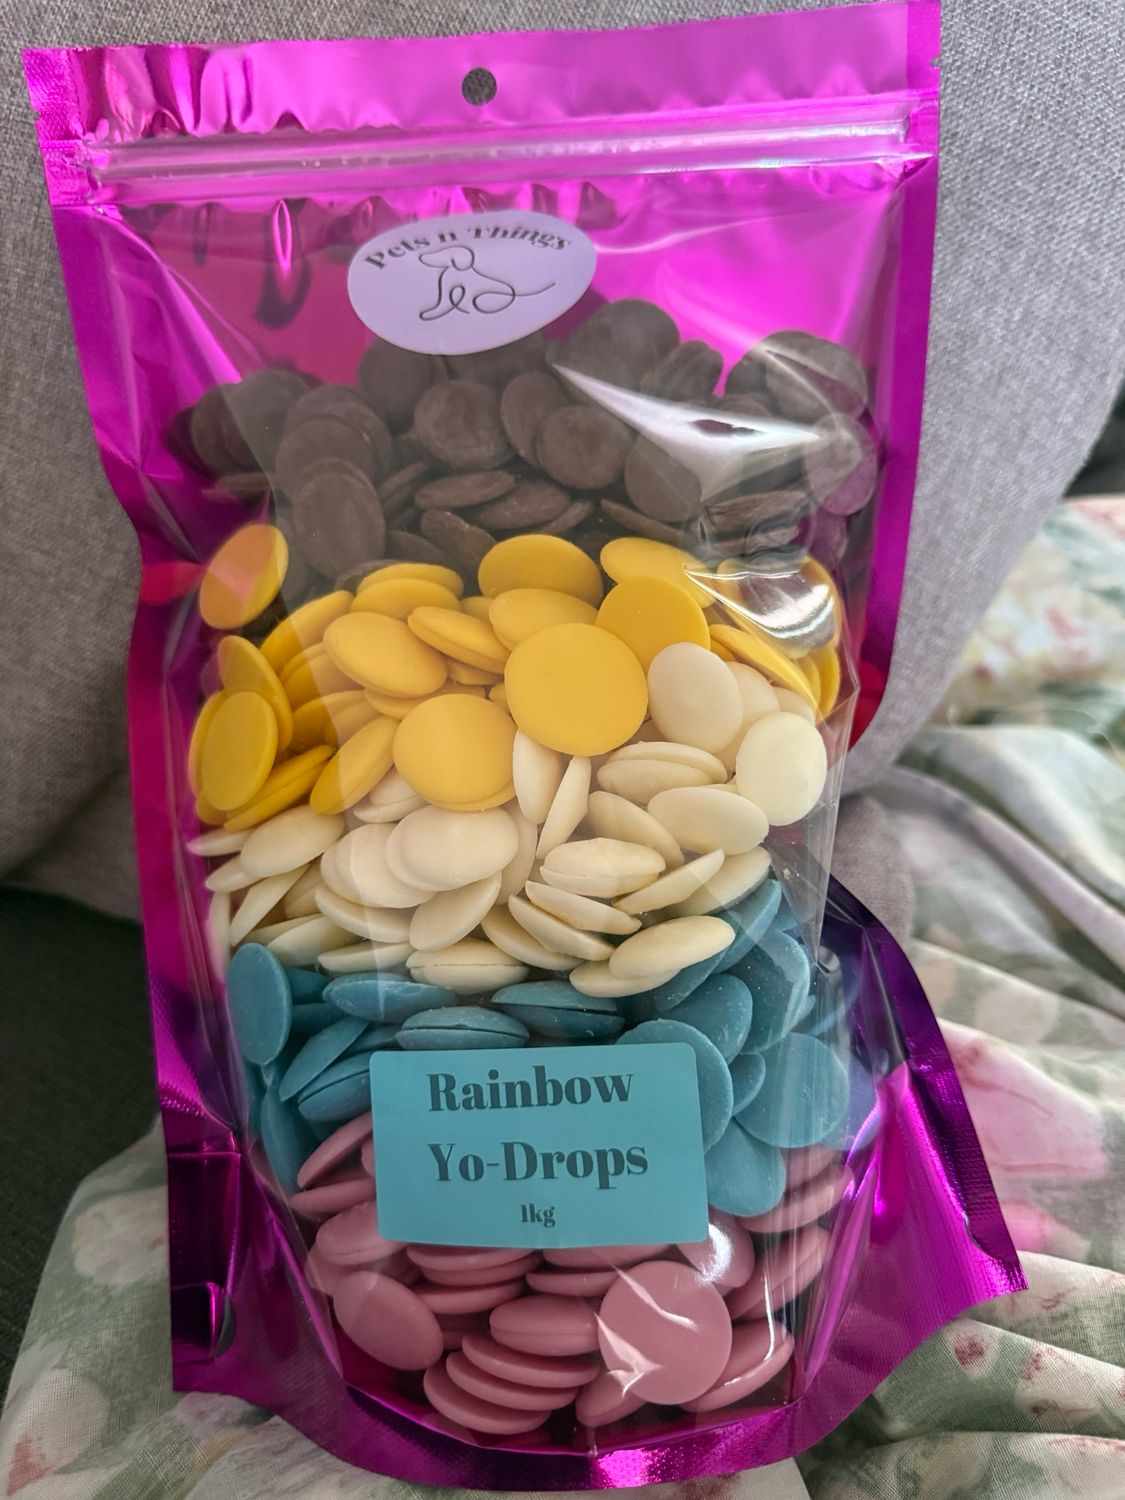 Pets n Things
Rainbow
Yo-Drops
1kg